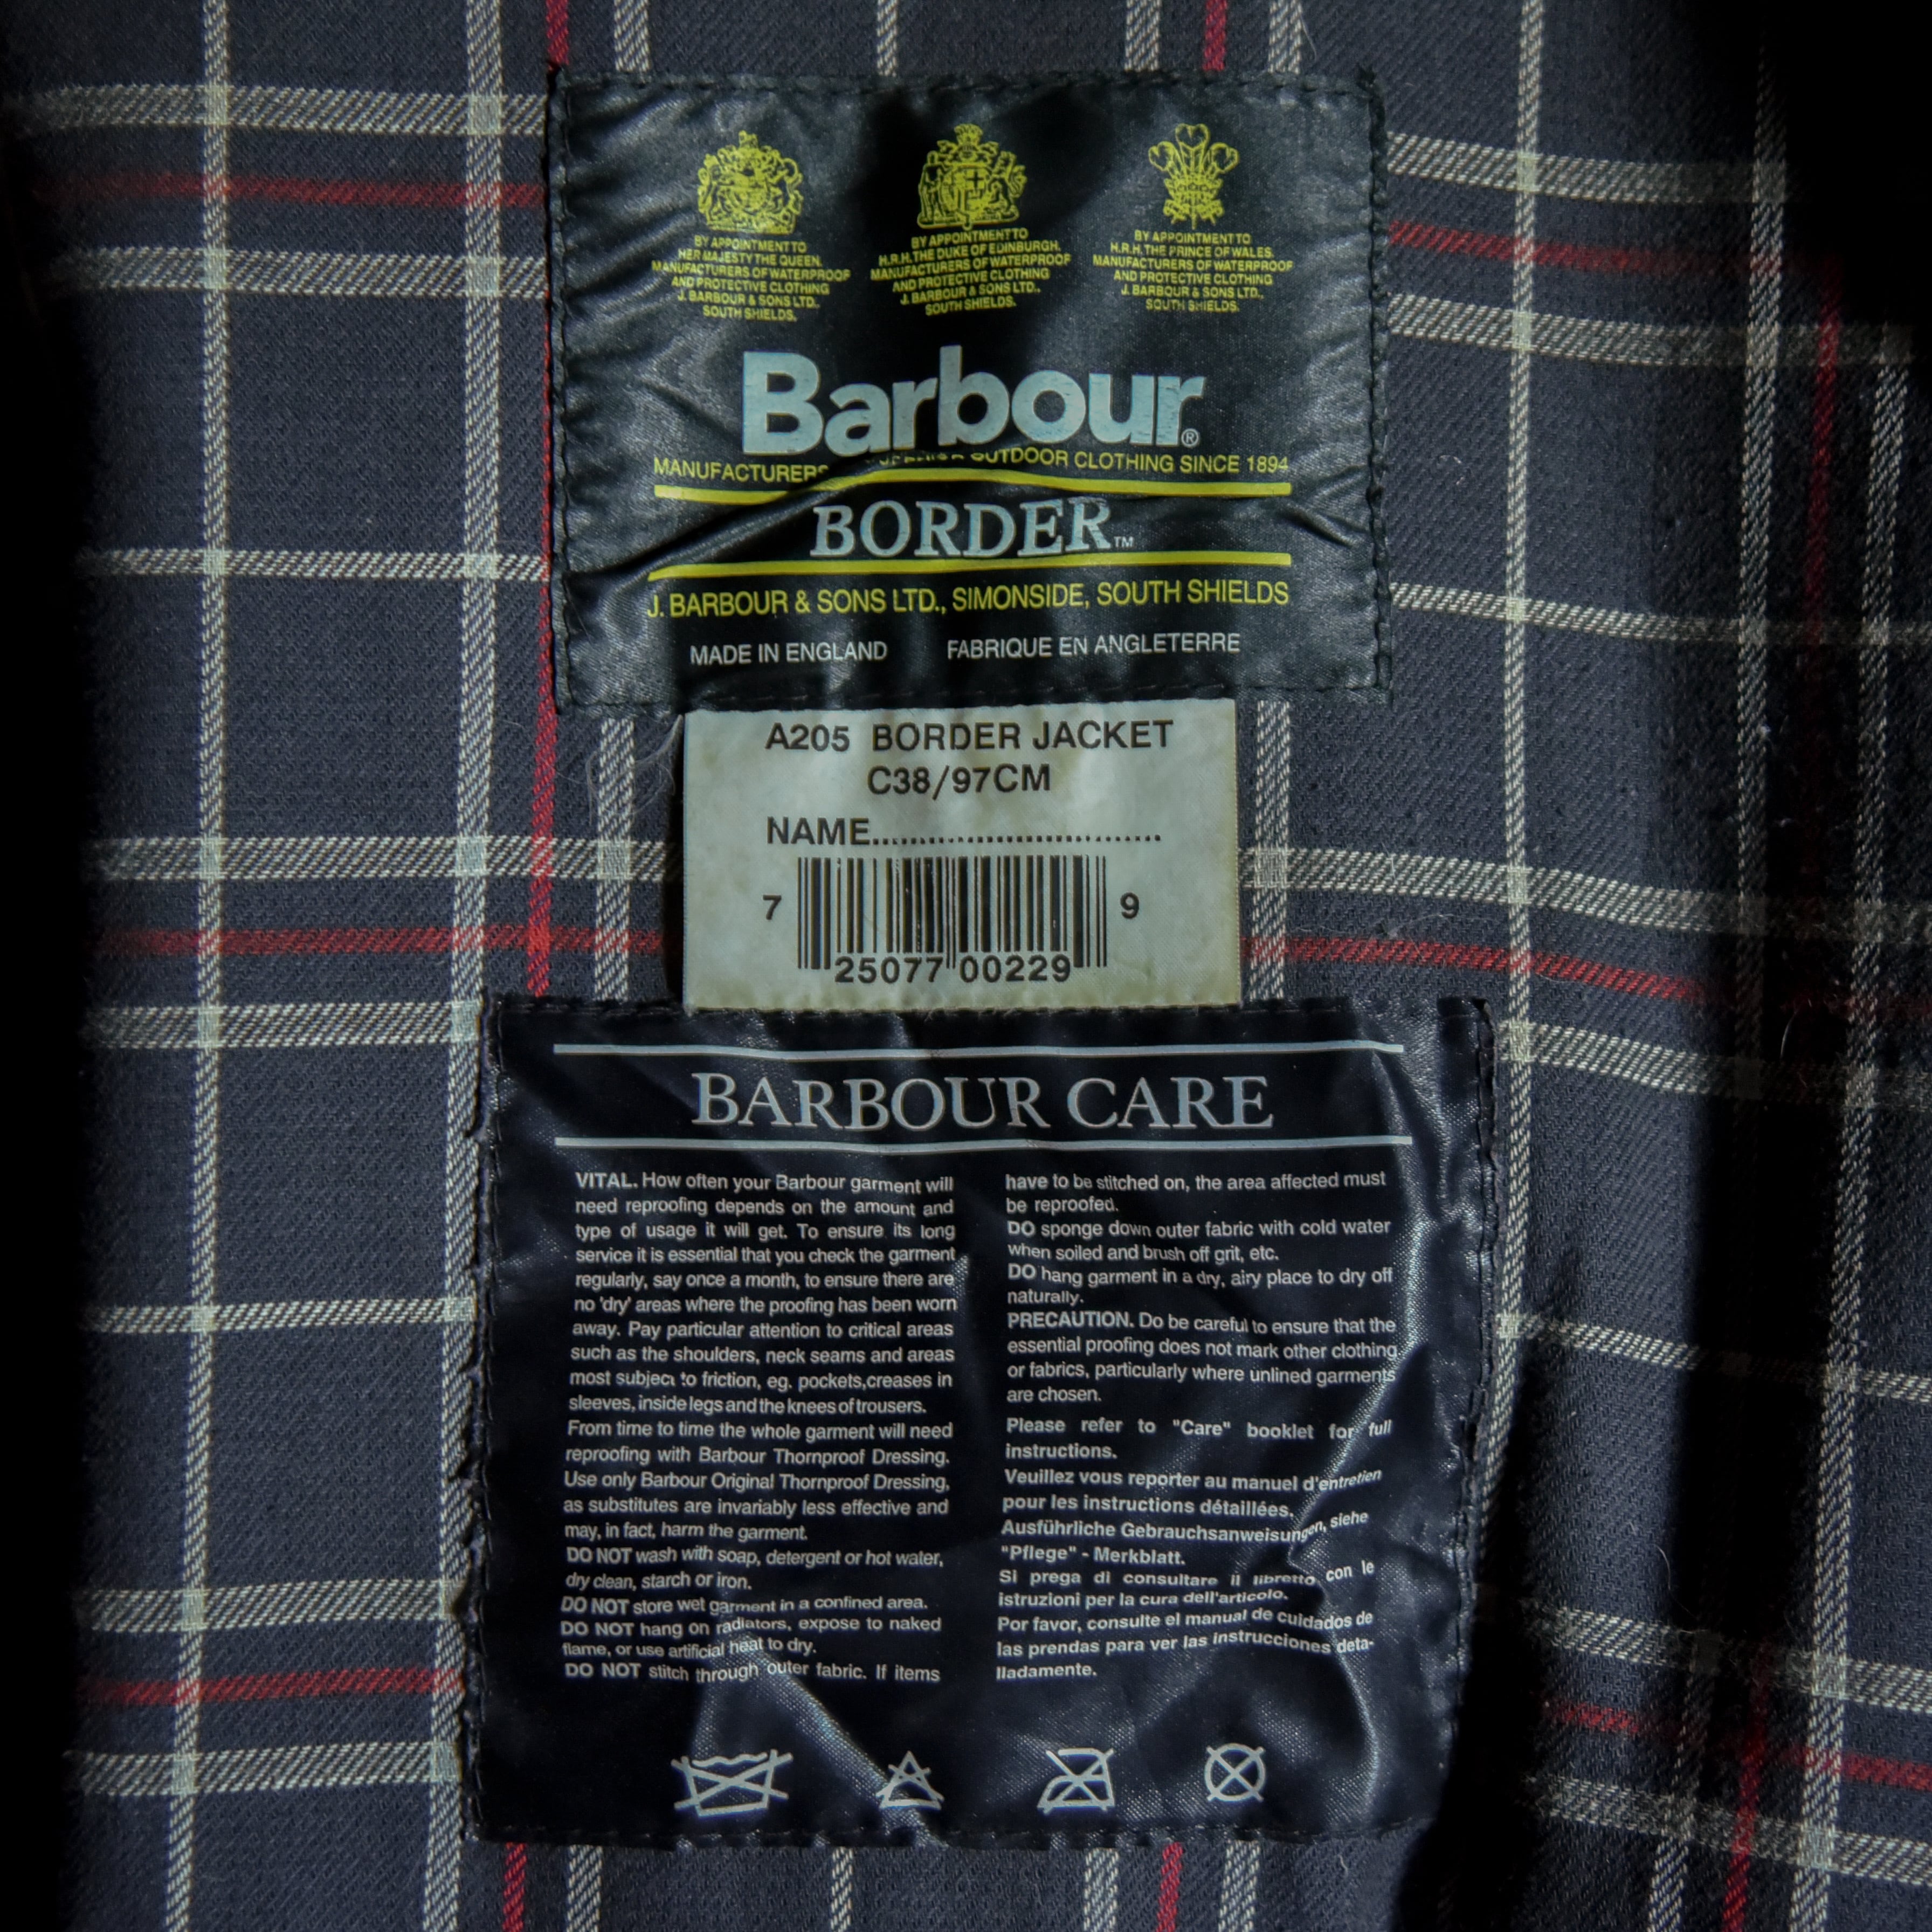 BY APPOINTMENT TO
HER MAJESTY THE QUEEN.
MANUFACTURERS OF WATERPROOF
AND PROTECTIVE CLOTHING
J. BARBOUR & SONS LTD.,
SOUTH SHIELDS.
BY APPOINTMENT TO
H.R.H. THE DUKE OF EDINBURGH.
MANUFACTURERS OF WATERPROOF
AND PROTECTIVE CLOTHING
J. BARBOUR & SONS LTD.,
SOUTH SHIELDS.
BY APPOINTMENT TO
H.R.H. THE PRINCE OF WALES.
MANUFACTURERS OF WATERPROOF
AND PROTECTIVE CLOTHING
J. BARBOUR & SONS LTD.,
SOUTH SHIELDS.
Barbour®
MANUFACTURERS SUPERIOR OUTDOOR CLOTHING SINCE 1894
BORDER™
J. BARBOUR & SONS LTD., SIMONSIDE, SOUTH SHIELDS
MADE IN ENGLAND FABRIQUE EN ANGLETERRE
A205 BORDER JACKET
C38/97CM
NAME................................
7 25077 00229 9
BARBOUR CARE
VITAL. How often your Barbour garment will
need reproofing depends on the amount and
type of usage it will get. To ensure its long
service it is essential that you check the garment
regularly, say once a month, to ensure there are
no 'dry' areas where the proofing has been worn
away. Pay particular attention to critical areas
such as the shoulders, neck seams and areas
most subject to friction, eg. pockets,creases in
sleeves, inside legs and the knees of trousers.
From time to time the whole garment will need
reproofing with Barbour Thornproof Dressing.
Use only Barbour Original Thornproof Dressing,
as substitutes are invariably less effective and
may, in fact, harm the garment.
DO NOT wash with soap, detergent or hot water,
dry clean, starch or iron.
DO NOT store wet garment in a confined area.
DO NOT hang on radiators, expose to naked
flame, or use artificial heat to dry.
DO NOT stitch through outer fabric. If items
have to be stitched on, the area affected must
be reproofed.
DO sponge down outer fabric with cold water
when soiled and brush off grit, etc.
DO hang garment in a dry, airy place to dry off
naturally.
PRECAUTION. Do be careful to ensure that the
essential proofing does not mark other clothing
or fabrics, particularly where unlined garments
are chosen.
Please refer to "Care" booklet for full
instructions.
Veuillez vous reporter au manuel d'entretien
pour les instructions détaillées.
Ausführliche Gebrauchsanweisungen, siehe
"Pflege" - Merkblatt.
Si prega di consultare il libretto con le
istruzioni per la cura dell'articolo.
Por favor, consulte el manual de cuidados de
las prendas para ver las instrucciones deta-
lladamente.